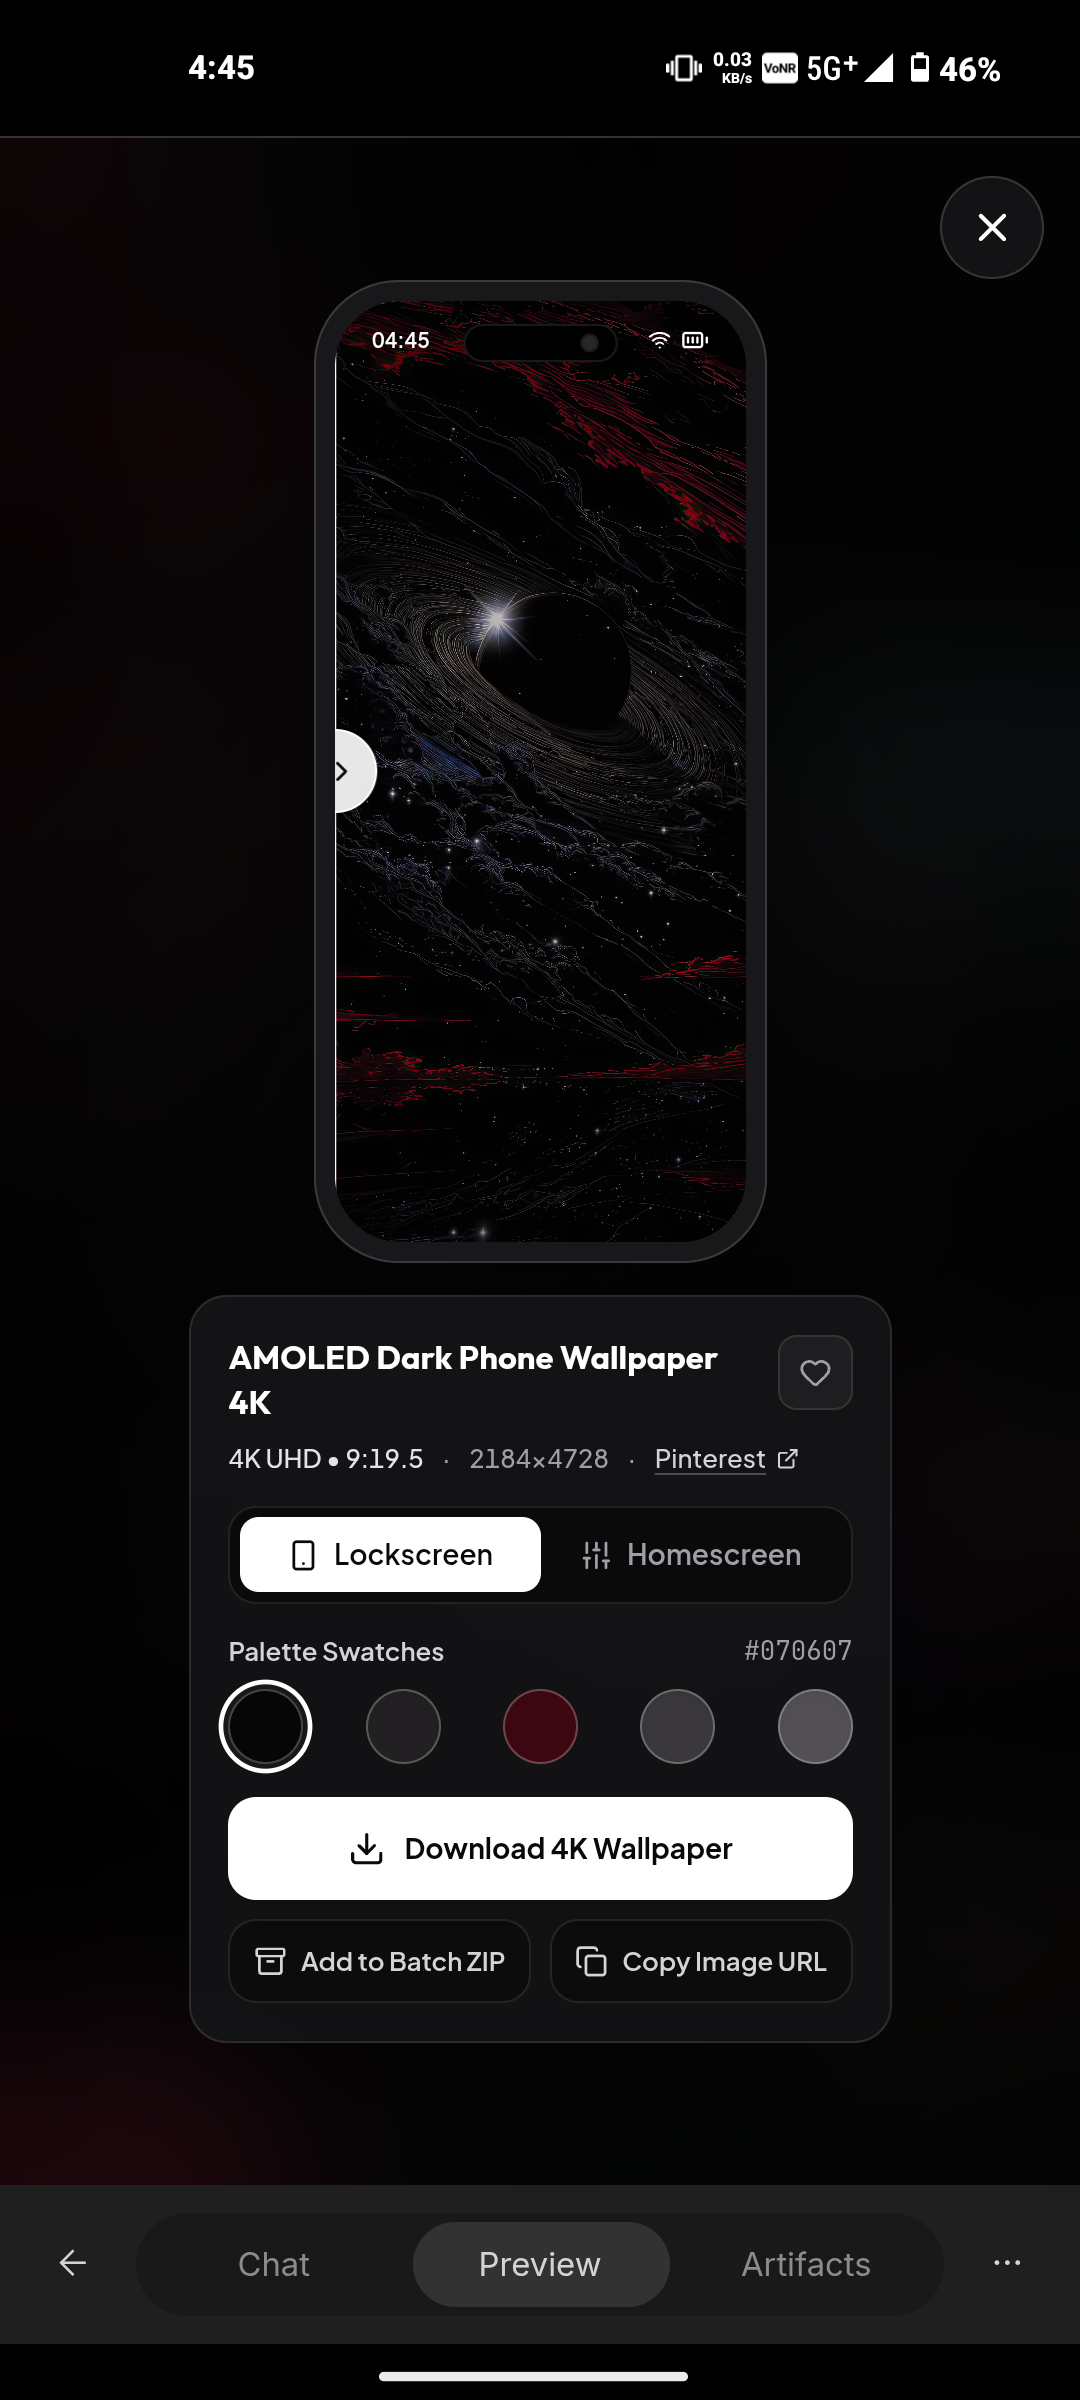 4:45
0.03
KB/s
VoNR
5G+
46%
04:45
AMOLED Dark Phone Wallpaper
4K
4K UHD • 9:19.5 · 2184×4728 · Pinterest
Lockscreen
Homescreen
Palette Swatches
#070607
Download 4K Wallpaper
Add to Batch ZIP
Copy Image URL
Chat
Preview
Artifacts